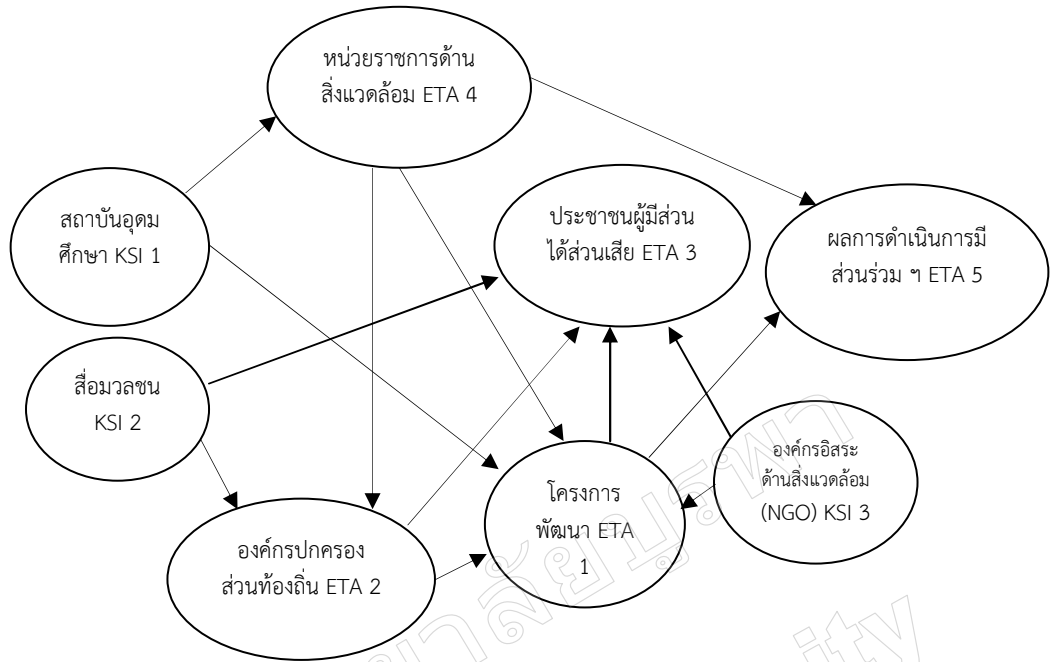 หน่วยราชการด้าน
สิ่งแวดล้อม ETA 4
สถาบันอุดม
ศึกษา KSI 1
ประชาชนผู้มีส่วน
ได้ส่วนเสีย ETA 3
ผลการดำเนินการมี
ส่วนร่วม ฯ ETA 5
สื่อมวลชน
KSI 2
องค์กรอิสระ
ด้านสิ่งแวดล้อม
(NGO) KSI 3
โครงการ
พัฒนา ETA
1
องค์กรปกครอง
ส่วนท้องถิ่น ETA 2